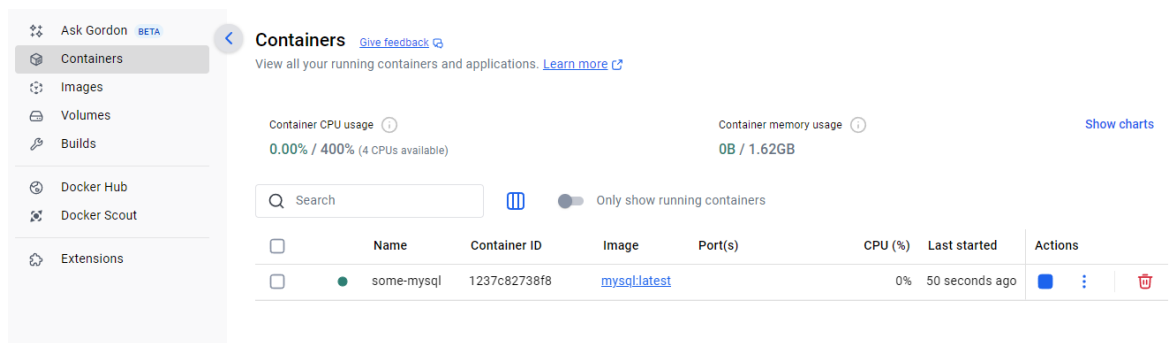 Ask Gordon BETA
Containers
Images
Volumes
Builds
Docker Hub
Docker Scout
Extensions
Containers Give feedback
View all your running containers and applications. Learn more
Container CPU usage
0.00% / 400% (4 CPUs available)
Container memory usage
0B / 1.62GB
Show charts
Search
Only show running containers
Name Container ID Image Port(s) CPU (%) Last started Actions
some-mysql 1237c82738f8 mysql:latest 0% 50 seconds ago